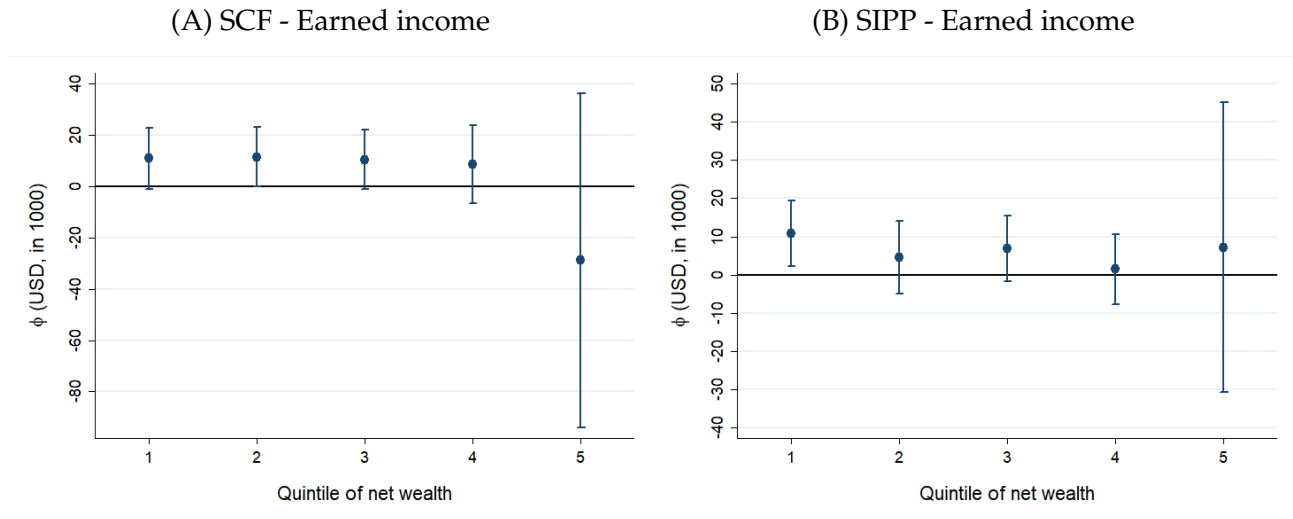 (A) SCF - Earned income
(B) SIPP - Earned income
ϕ (USD, in 1000)
40
20
0
-20
-40
-60
-80
1 2 3 4 5
Quintile of net wealth
ϕ (USD, in 1000)
50
40
30
20
10
0
-10
-20
-30
-40
1 2 3 4 5
Quintile of net wealth